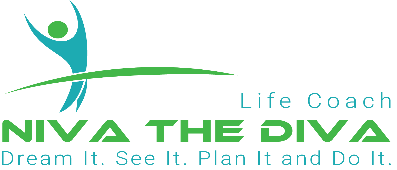 Life Coach
NIVA THE DIVA
Dream It. See It. Plan It and Do It.